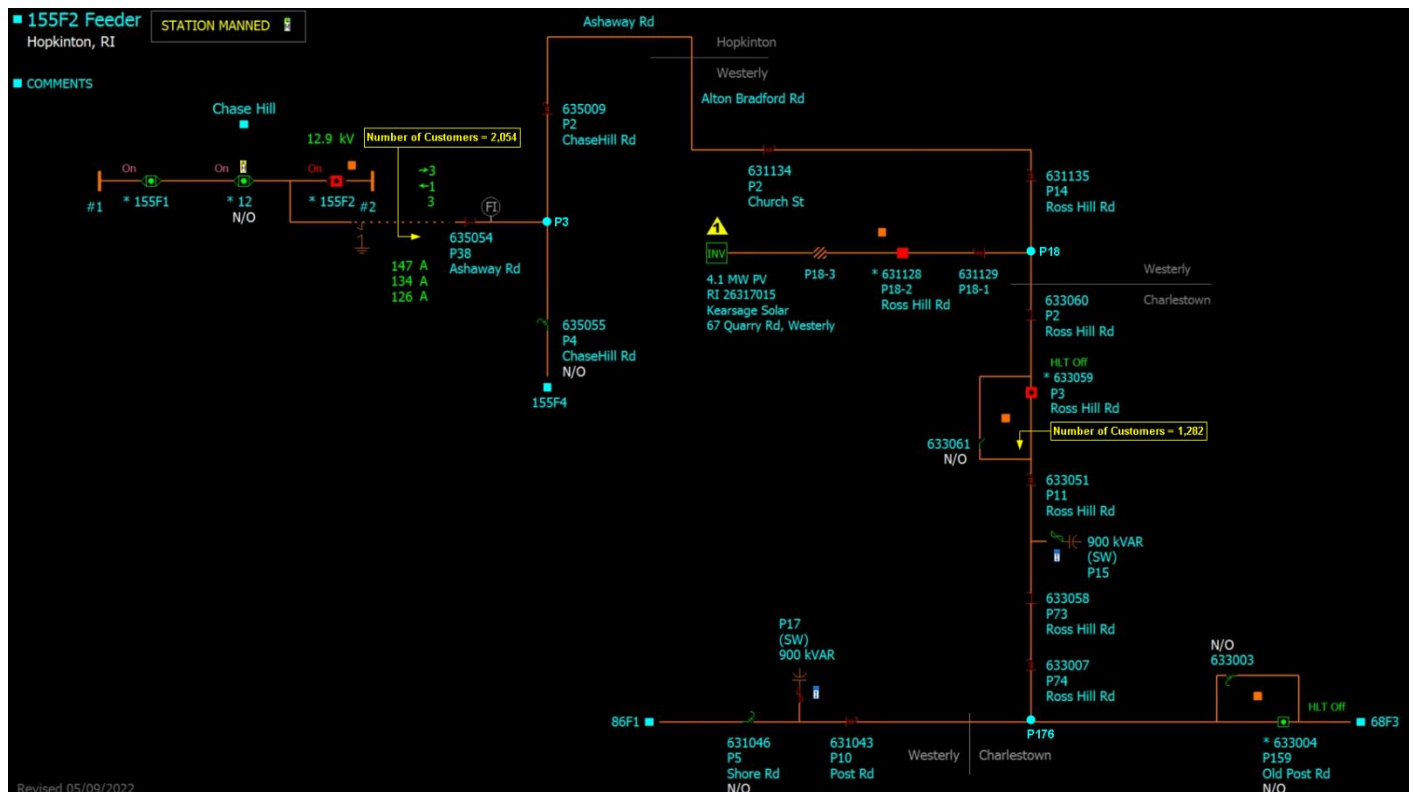 155F2 Feeder
Hopkinton, RI
STATION MANNED
COMMENTS
Ashaway Rd
Hopkinton
Westerly
Alton Bradford Rd
Chase Hill
12.9 kV
Number of Customers = 2,054
On
On
On
#1
* 155F1
* 12
N/O
* 155F2
#2
→3
←1
3
147 A
134 A
126 A
FI
635054
P38
Ashaway Rd
635009
P2
ChaseHill Rd
P3
635055
P4
ChaseHill Rd
N/O
155F4
631134
P2
Church St
631135
P14
Ross Hill Rd
P18
1
INV
4.1 MW PV
RI 26317015
Kearsage Solar
67 Quarry Rd, Westerly
P18-3
* 631128
P18-2
Ross Hill Rd
631129
P18-1
Westerly
Charlestown
633060
P2
Ross Hill Rd
HLT Off
* 633059
P3
Ross Hill Rd
Number of Customers = 1,282
633061
N/O
633051
P11
Ross Hill Rd
900 kVAR
(SW)
P15
633058
P73
Ross Hill Rd
633007
P74
Ross Hill Rd
P17
(SW)
900 kVAR
N/O
633003
HLT Off
86F1
631046
P5
Shore Rd
N/O
631043
P10
Post Rd
Westerly
Charlestown
P176
68F3
* 633004
P159
Old Post Rd
N/O
Revised 05/09/2022